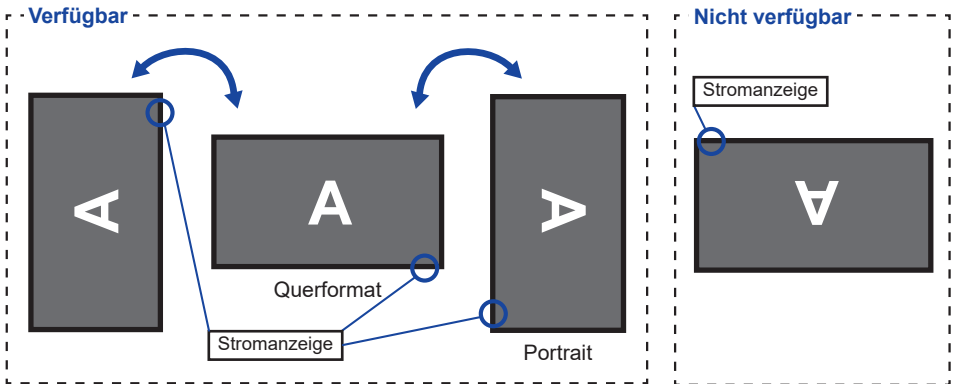 Verfügbar
A
A
A
Querformat
Stromanzeige
Portrait
Nicht verfügbar
Stromanzeige
A